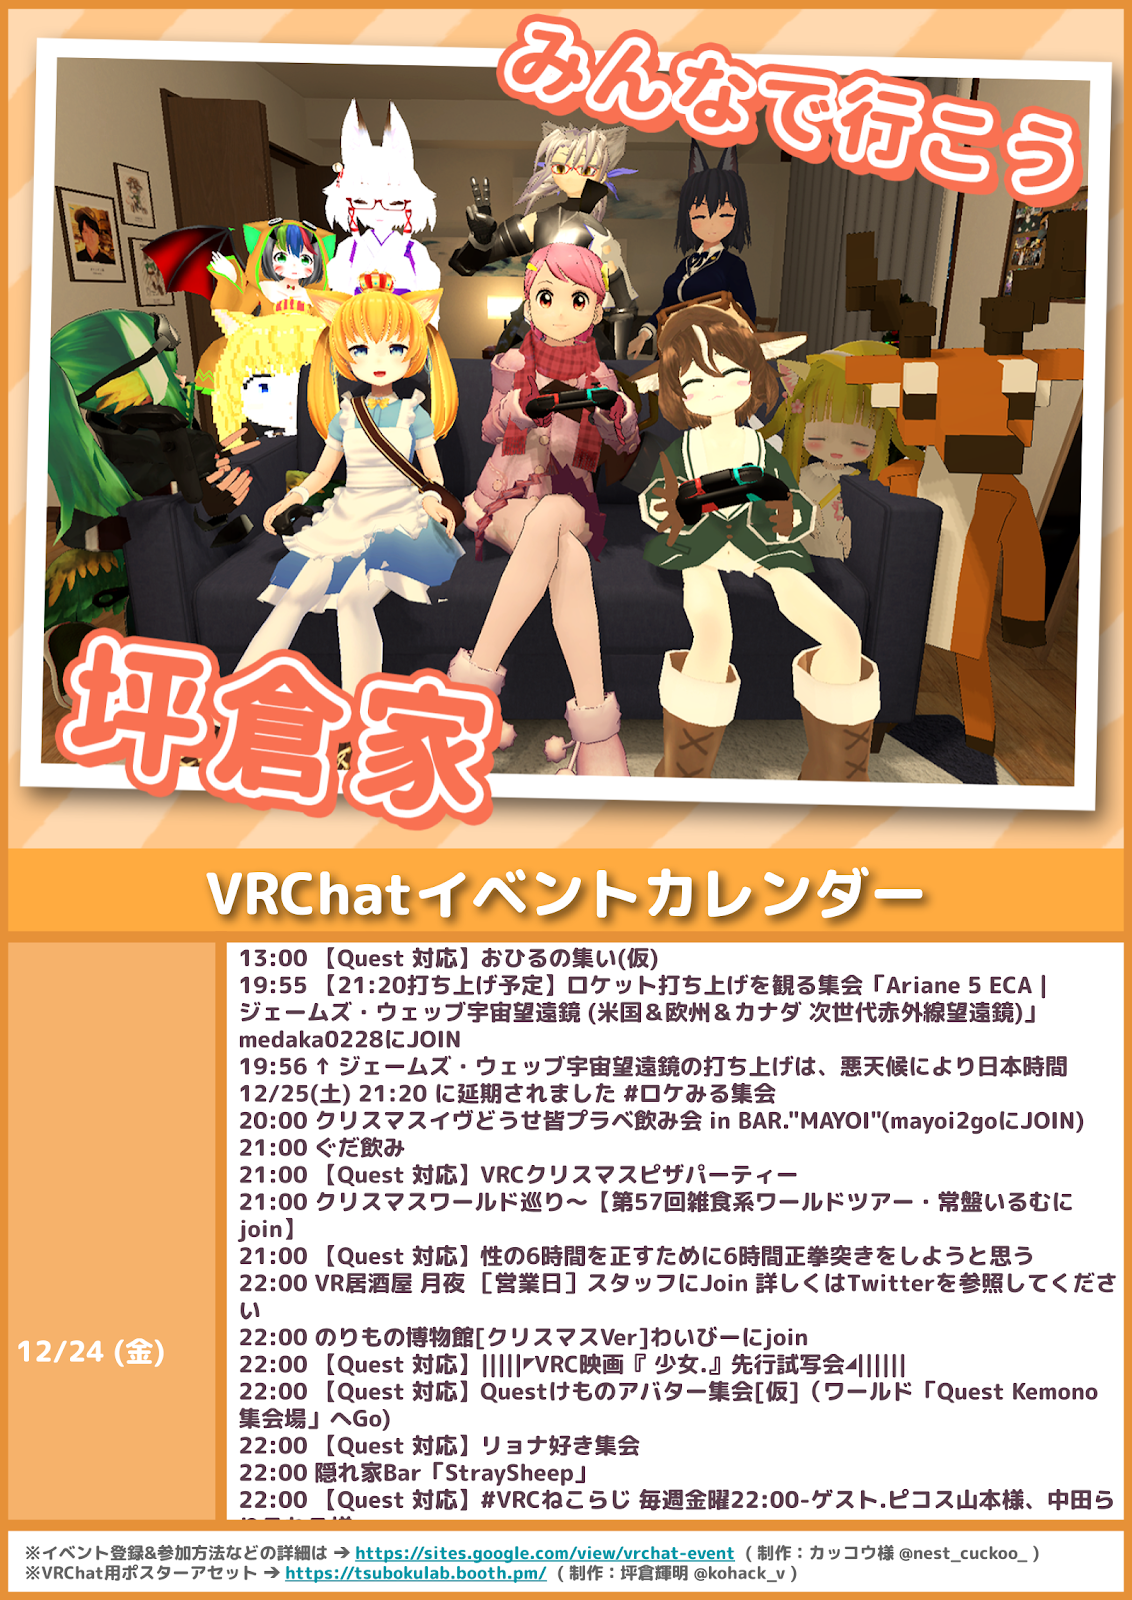 みんなで行こう
坪倉家
VRChatイベントカレンダー
12/24 (金)
13:00 【Quest 対応】おひるの集い(仮)
19:55 【21:20打ち上げ予定】ロケット打ち上げを観る集会「Ariane 5 ECA |
ジェームズ・ウェッブ宇宙望遠鏡 (米国＆欧州＆カナダ 次世代赤外線望遠鏡)」
medaka0228にJOIN
19:56 ↑ ジェームズ・ウェッブ宇宙望遠鏡の打ち上げは、悪天候により日本時間
12/25(土) 21:20 に延期されました #ロケみる集会
20:00 クリスマスイヴどうせ皆プラベ飲み会 in BAR."MAYOI"(mayoi2goにJOIN)
21:00 ぐだ飲み
21:00 【Quest 対応】VRCクリスマスピザパーティー
21:00 クリスマスワールド巡り～【第57回雑食系ワールドツアー・常盤いるむに
join】
21:00 【Quest 対応】性の6時間を正すために6時間正拳突きをしようと思う
22:00 VR居酒屋 月夜 ［営業日］スタッフにJoin 詳しくはTwitterを参照してくださ
い
22:00 のりもの博物館[クリスマスVer]わいびーにjoin
22:00 【Quest 対応】|||||◤VRC映画『 少女.』先行試写会◢||||||
22:00 【Quest 対応】Questけものアバター集会[仮]（ワールド「Quest Kemono
集会場」へGo)
22:00 【Quest 対応】リョナ好き集会
22:00 隠れ家Bar「StraySheep」
22:00 【Quest 対応】#VRCねこらじ 毎週金曜22:00-ゲスト.ピコス山本様、中田ら
※イベント登録&参加方法などの詳細は → https://sites.google.com/view/vrchat-event ( 制作：カッコウ様 @nest_cuckoo_ )
※VRChat用ポスターアセット → https://tsubokulab.booth.pm/ ( 制作：坪倉輝明 @kohack_v )